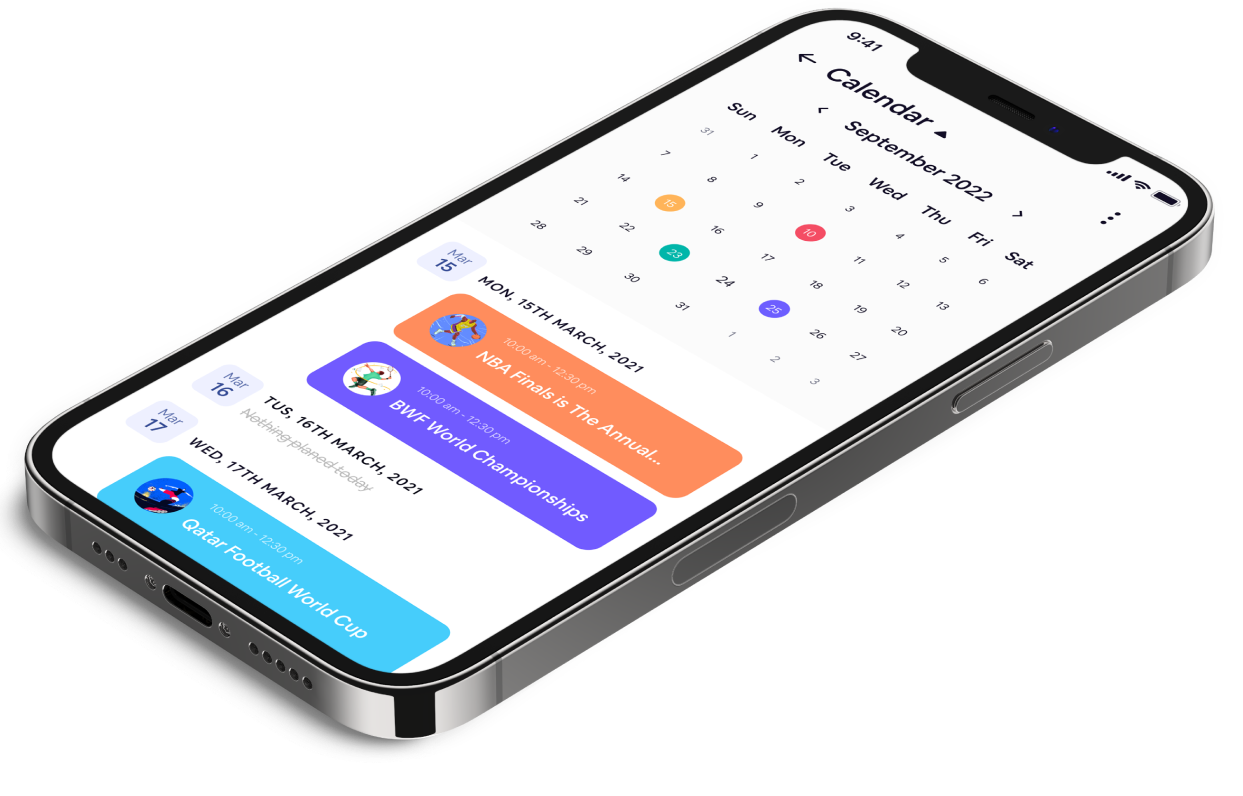 9:41
Calendar
September 2022
Sun Mon Tue Wed Thu Fri Sat
31 1 2 3 4 5 6
7 8 9 10 11 12 13
14 15 16 17 18 19 20
21 22 23 24 25 26 27
28 29 30 31 1 2 3
Mar
15
MON, 15TH MARCH, 2021
10:00 am - 12:30 pm
NBA Finals is The Annual...
10:00 am - 12:30 pm
BWF World Championships
Mar
16
TUS, 16TH MARCH, 2021
Nothing planed today
Mar
17
WED, 17TH MARCH, 2021
10:00 am - 12:30 pm
Qatar Football World Cup